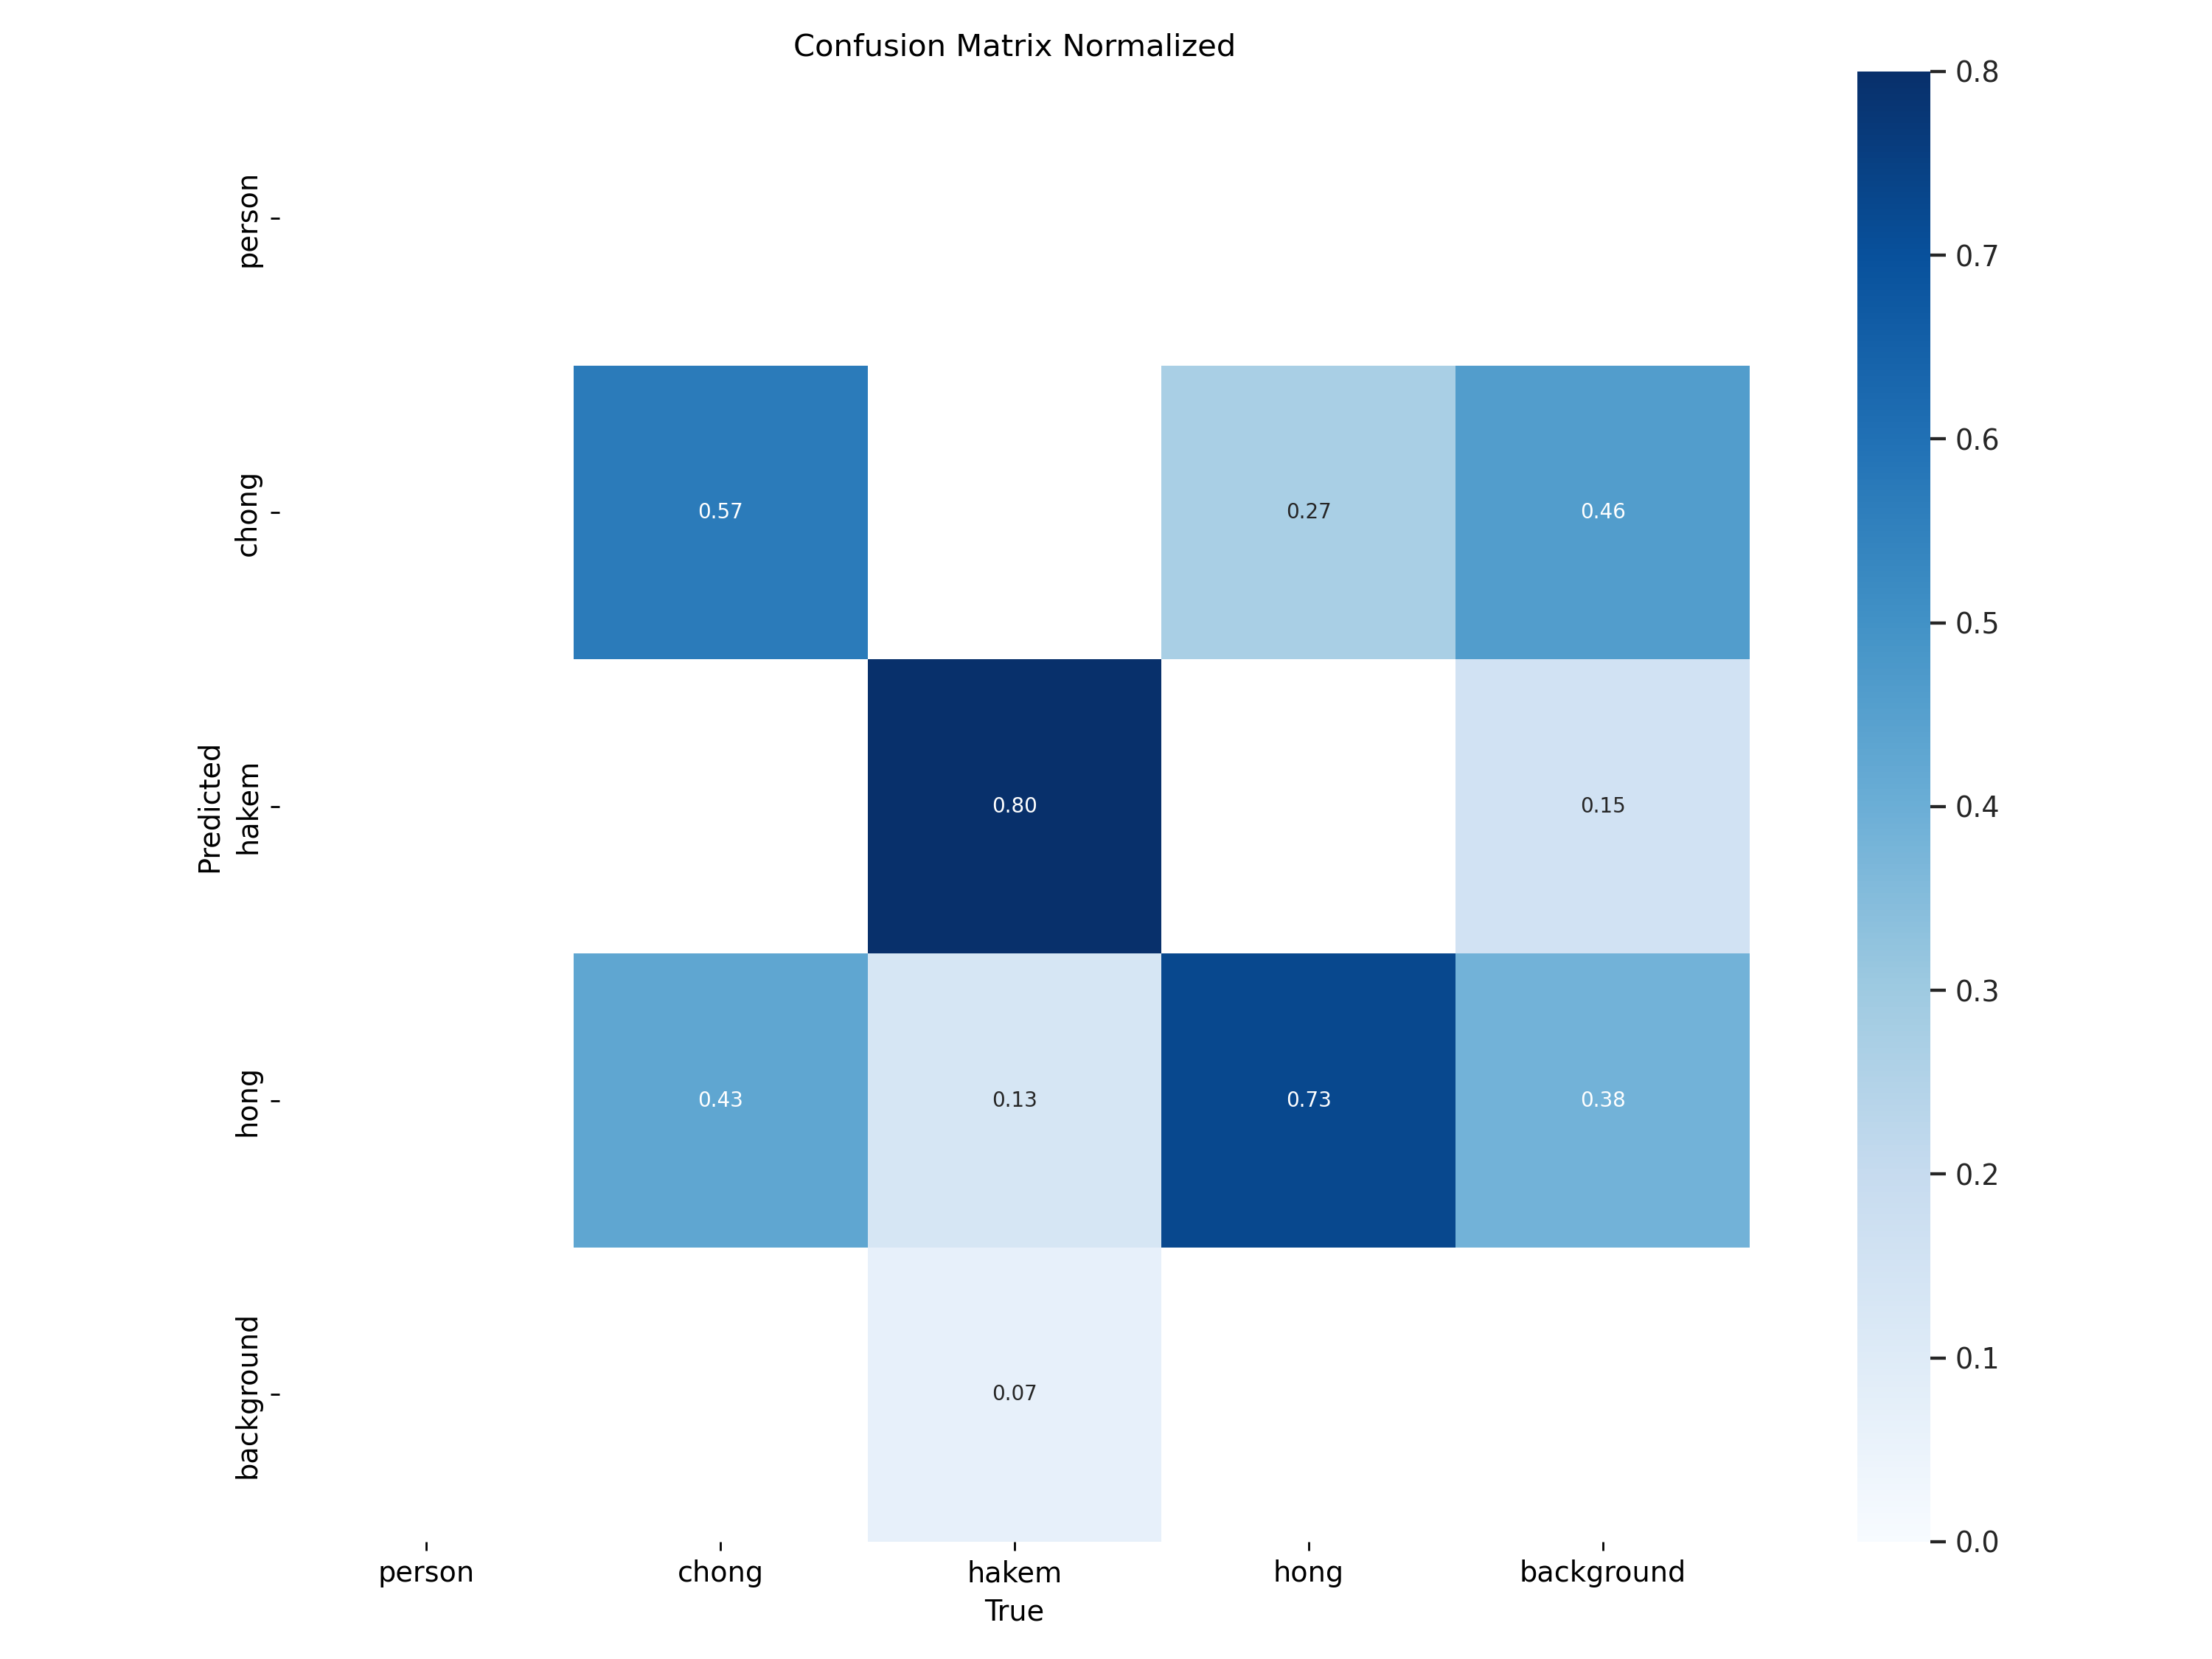 Confusion Matrix Normalized
person
chong
hakem
hong
background
Predicted
0.57
0.27
0.46
0.80
0.15
0.43
0.13
0.73
0.38
0.07
person
chong
hakem
hong
background
True
0.8
0.7
0.6
0.5
0.4
0.3
0.2
0.1
0.0